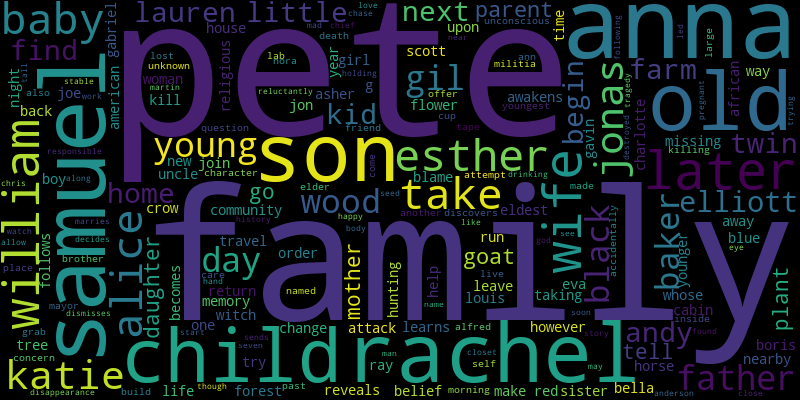 baby
lauren
little
next
parent
anna
pete
find
gabriel
house
g
gil
scott
upon
unconscious
time
love
chase
mad
chief
death
near
ann
militia
large
led
following
american
night
stable
also
joe
work
lost
unknown
martin
woman
kill
religious
reluctantly
lab
nora
year
girl
holding
jon
asher
kid
flower
offer
cup
awakens
youngest
tragedy
begin
jonas
farm
way
old
african
pregnant
trying
destroyed
charlotte
missing
killing
twin
samuel
william
back
responsible
boy
along
young
son
question
friend
rape
esther
gavin
new
join
uncle
character
come
blame
attempt
drinking
later
home
crow
community
travel
go
wood
elder
seed
happy
another
discovers
take
eldest
wife
made
black
accidentally
elliott
baker
away
younger
blue
eye
whose
chris
watch
allow
place
marries
decides
brother
follows
alice
day
history
body
family
mother
hunting
like
goat
run
leave
live
louis
help
name
god
see
eva
taking
soon
cabin
inside
plant
boris
nearby
mayor
dismisses
grab
tree
concern
daughter
becomes
care
hand
return
memory
witch
one
start
order
named
change
attack
learns
alfred
however
andy
tell
horse
story
found
father
katie
child
rachel
sends
seven
try
ray
man
closet
self
may
disappearance
build
life
though
forest
past
reveals
belief
morning
make
red
sister
bella
anderson
close